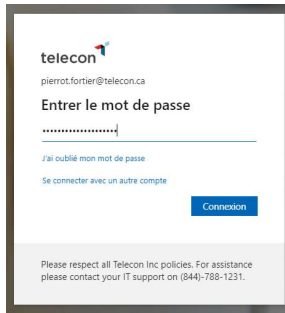 telecon
pierrot.fortier@telecon.ca
Entrer le mot de passe
•••••••••••••••••••
J'ai oublié mon mot de passe
Se connecter avec un autre compte
Connexion
Please respect all Telecon Inc policies. For assistance
please contact your IT support on (844)-788-1231.